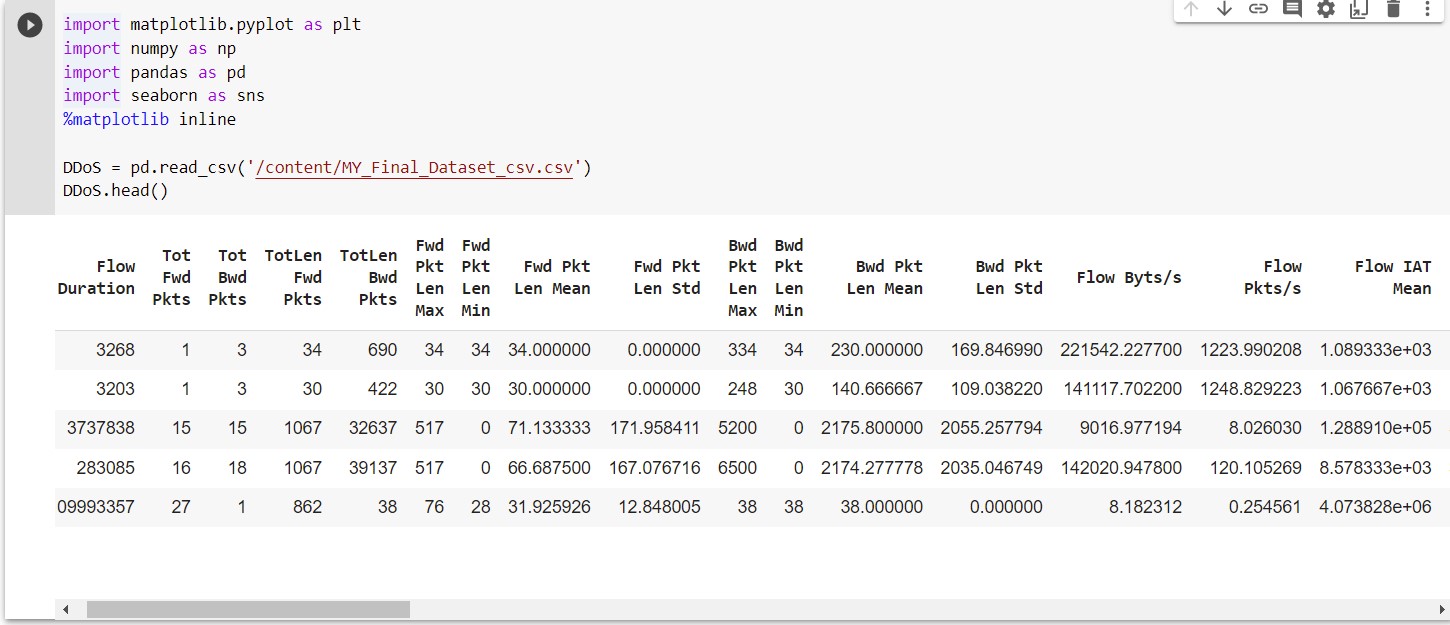 import matplotlib.pyplot as plt
import numpy as np
import pandas as pd
import seaborn as sns
%matplotlib inline
DDoS = pd.read_csv('/content/MY_Final_Dataset_csv.csv')
DDoS.head()
Flow Duration Tot Fwd Pkts Tot Bwd Pkts TotLen Fwd Pkts TotLen Bwd Pkts Fwd Pkt Len Max Fwd Pkt Len Min Fwd Pkt Len Mean Fwd Pkt Len Std Bwd Pkt Len Max Bwd Pkt Len Min Bwd Pkt Len Mean Bwd Pkt Len Std Flow Byts/s Flow Pkts/s Flow IAT Mean
3268 1 3 34 690 34 34 34.000000 0.000000 334 34 230.000000 169.846990 221542.227700 1223.990208 1.089333e+03
3203 1 3 30 422 30 30 30.000000 0.000000 248 30 140.666667 109.038220 141117.702200 1248.829223 1.067667e+03
3737838 15 15 1067 32637 517 0 71.133333 171.958411 5200 0 2175.800000 2055.257794 9016.977194 8.026030 1.288910e+05
283085 16 18 1067 39137 517 0 66.687500 167.076716 6500 0 2174.277778 2035.046749 142020.947800 120.105269 8.578333e+03
09993357 27 1 862 38 76 28 31.925926 12.848005 38 38 38.000000 0.000000 8.182312 0.254561 4.073828e+06